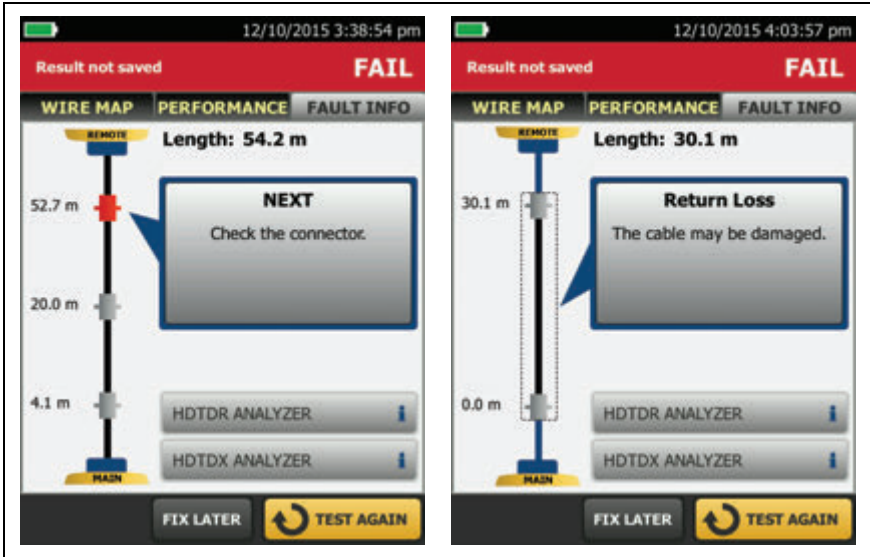 12/10/2015 3:38:54 pm
Result not saved FAIL
WIRE MAP PERFORMANCE FAULT INFO
REMOTE
Length: 54.2 m
52.7 m
NEXT
Check the connector.
20.0 m
4.1 m
HDTDR ANALYZER i
HDTDX ANALYZER i
MAIN
FIX LATER TEST AGAIN
12/10/2015 4:03:57 pm
Result not saved FAIL
WIRE MAP PERFORMANCE FAULT INFO
REMOTE
Length: 30.1 m
30.1 m
Return Loss
The cable may be damaged.
0.0 m
HDTDR ANALYZER i
HDTDX ANALYZER i
MAIN
FIX LATER TEST AGAIN